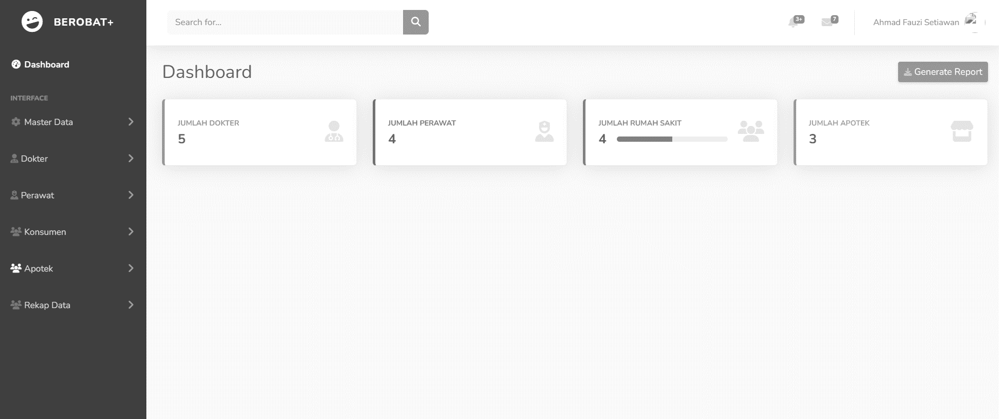 BEROBAT+
Search for...
3+
7
Ahmad Fauzi Setiawan
Dashboard
INTERFACE
Master Data
Dokter
Perawat
Konsumen
Apotek
Rekap Data
Dashboard
Generate Report
JUMLAH DOKTER
5
JUMLAH PERAWAT
4
JUMLAH RUMAH SAKIT
4
JUMLAH APOTEK
3